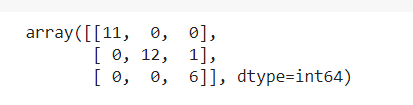 array([[11,  0,  0],
       [ 0, 12,  1],
       [ 0,  0,  6]], dtype=int64)